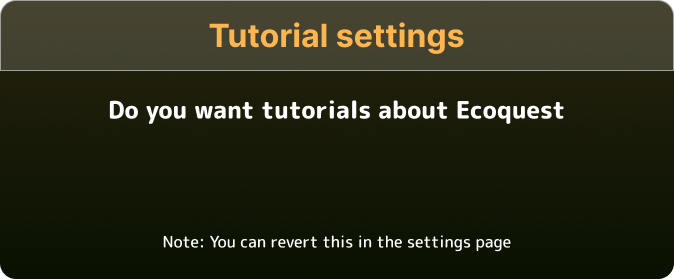 Tutorial settings
Do you want tutorials about Ecoquest
Note: You can revert this in the settings page